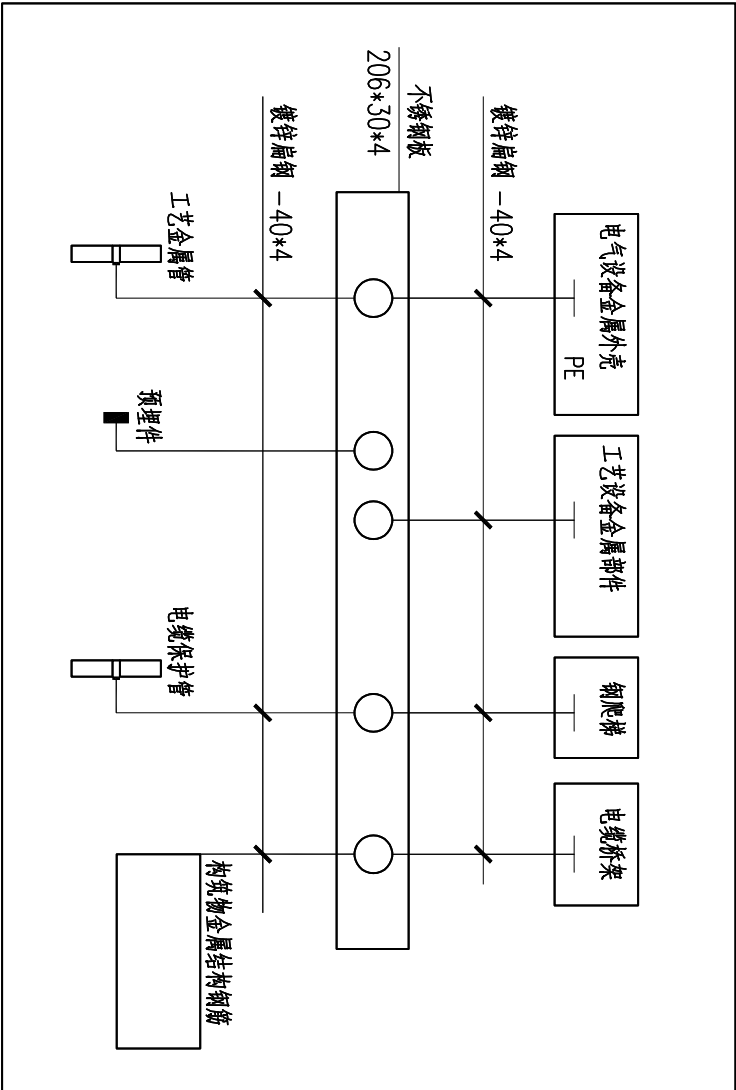 电气设备金属外壳
PE
工艺设备金属部件
钢爬梯
电缆桥架
镀锌扁钢 -40*4
不锈钢板
206*30*4
镀锌扁钢 -40*4
工艺金属管
预埋件
电缆保护管
构筑物金属结构钢筋